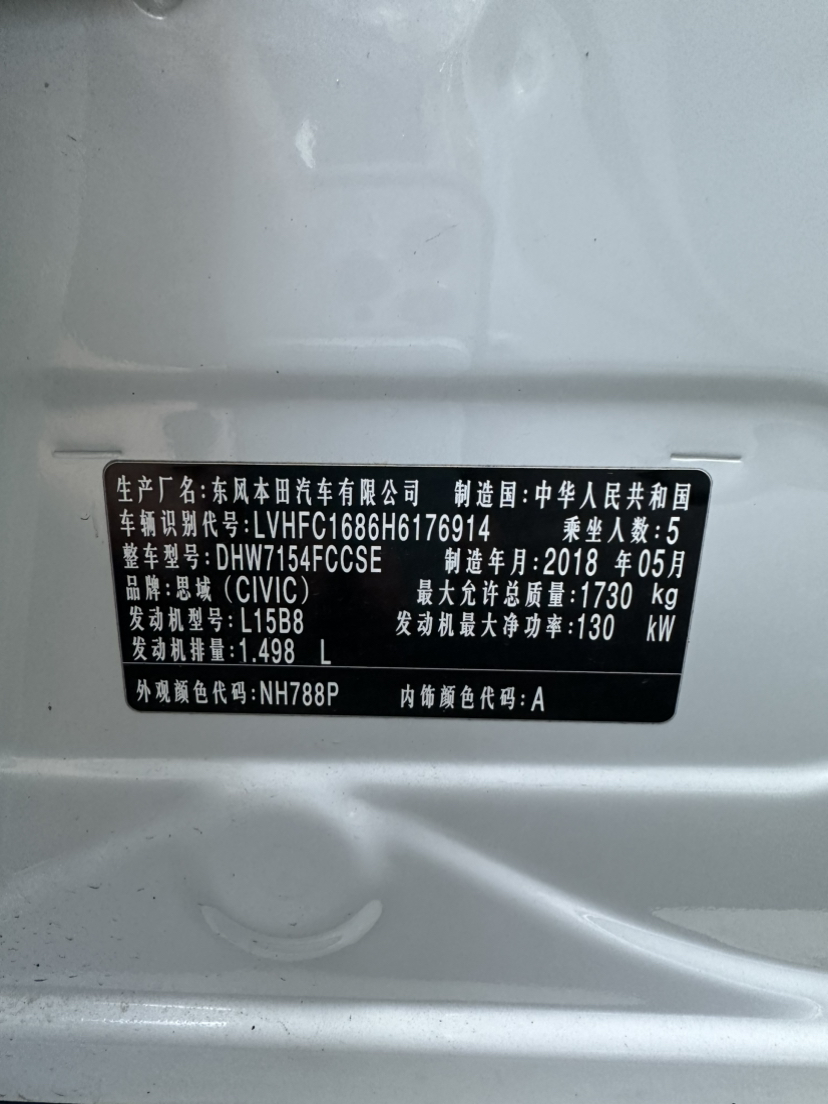 生产厂名:东风本田汽车有限公司 制造国:中华人民共和国
车辆识别代号:LVHFC1686H6176914 乘坐人数:5
整车型号:DHW7154FCCSE 制造年月:2018 年05月
品牌:思域(CIVIC) 最大允许总质量:1730 kg
发动机型号:L15B8 发动机最大净功率:130 kW
发动机排量:1.498 L
外观颜色代码:NH788P 内饰颜色代码:A